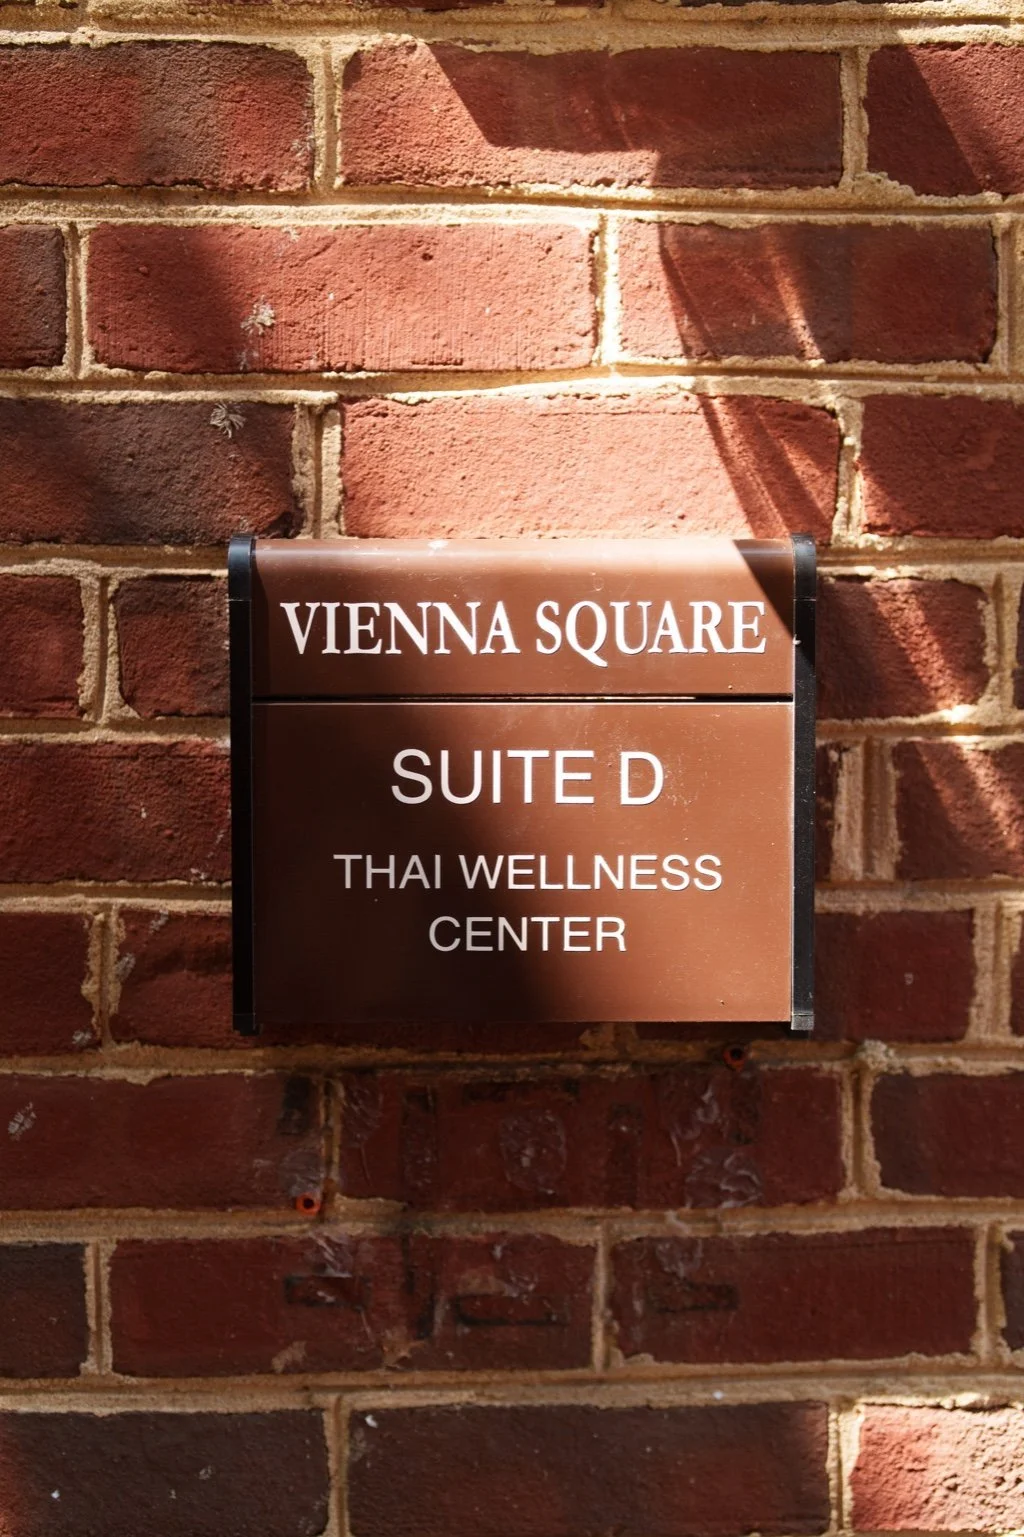 VIENNA SQUARE
SUITE D
THAI WELLNESS
CENTER